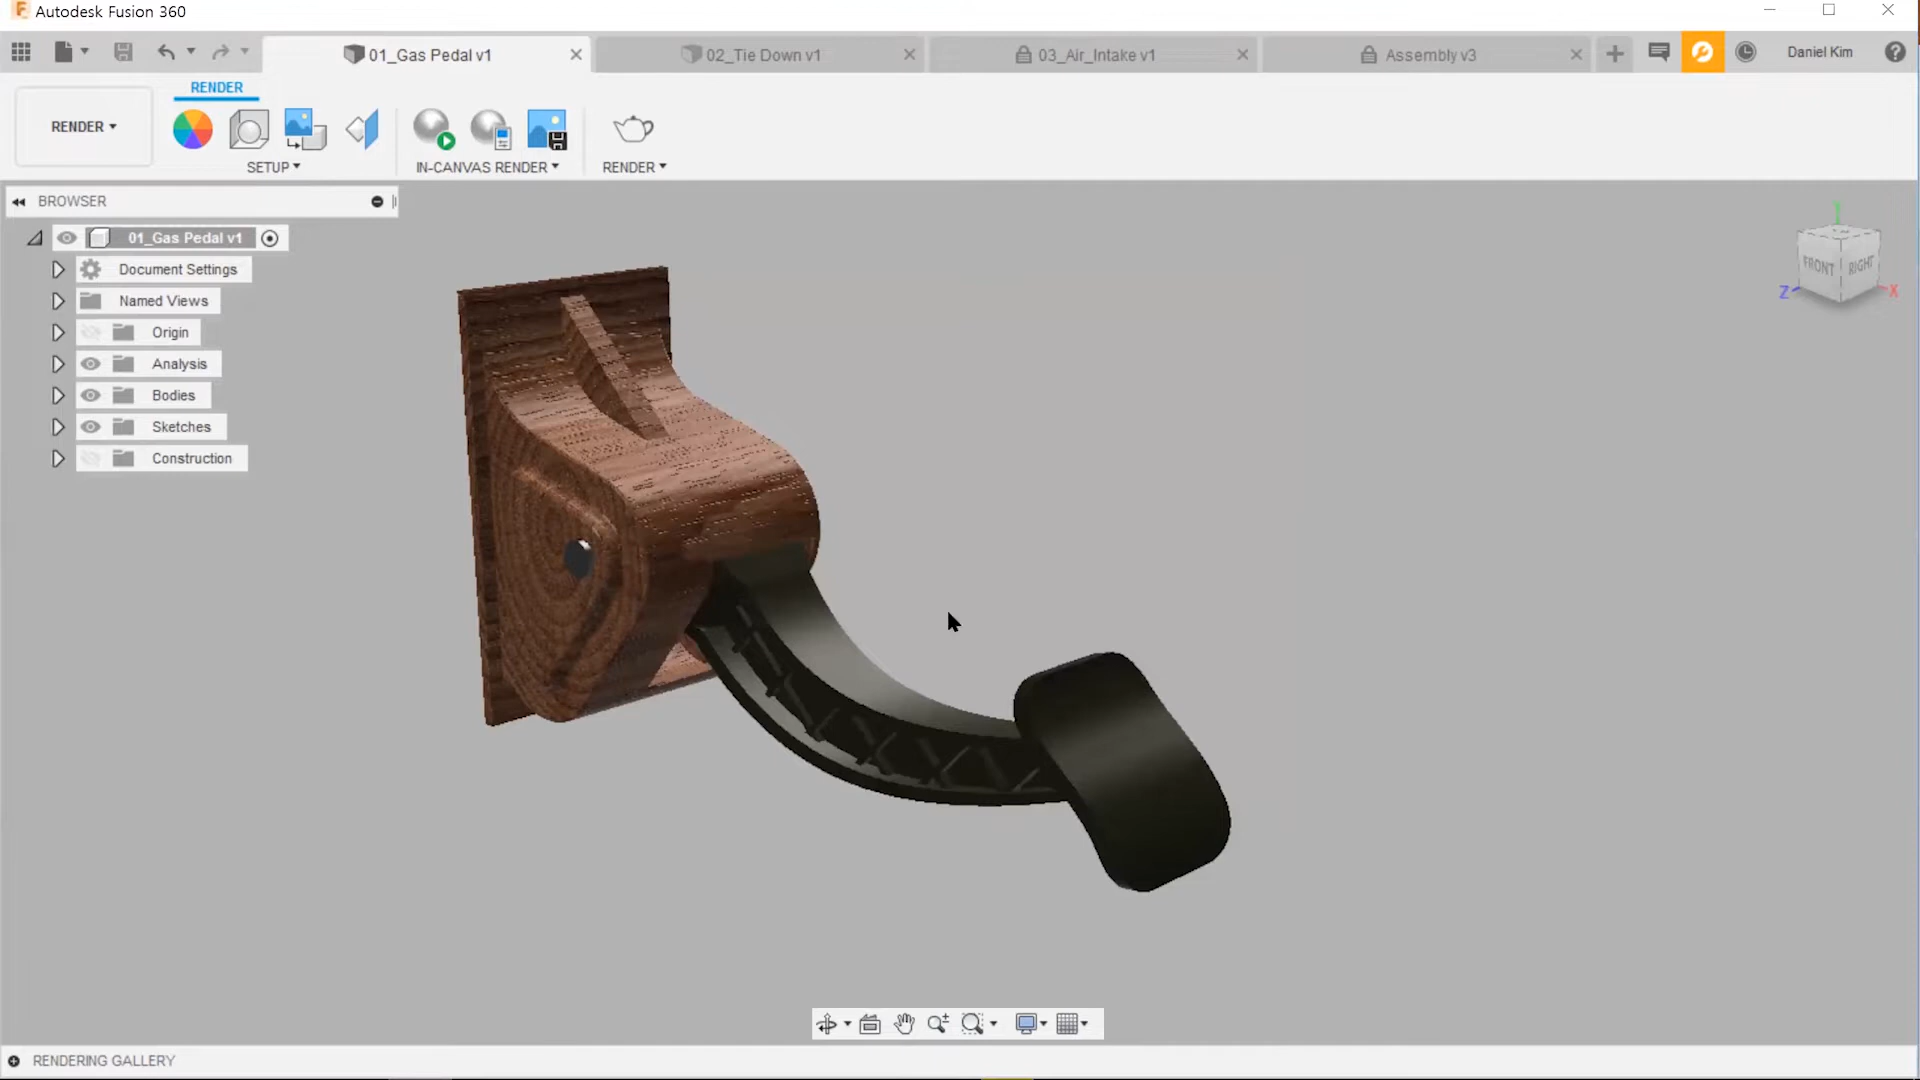 Autodesk Fusion 360
01_Gas Pedal v1
02_Tie Down v1
03_Air_Intake v1
Assembly v3
Daniel Kim
RENDER
RENDER
SETUP
IN-CANVAS RENDER
RENDER
BROWSER
01_Gas Pedal v1
Document Settings
Named Views
Origin
Analysis
Bodies
Sketches
Construction
Y
FRONT
RIGHT
Z
X
RENDERING GALLERY